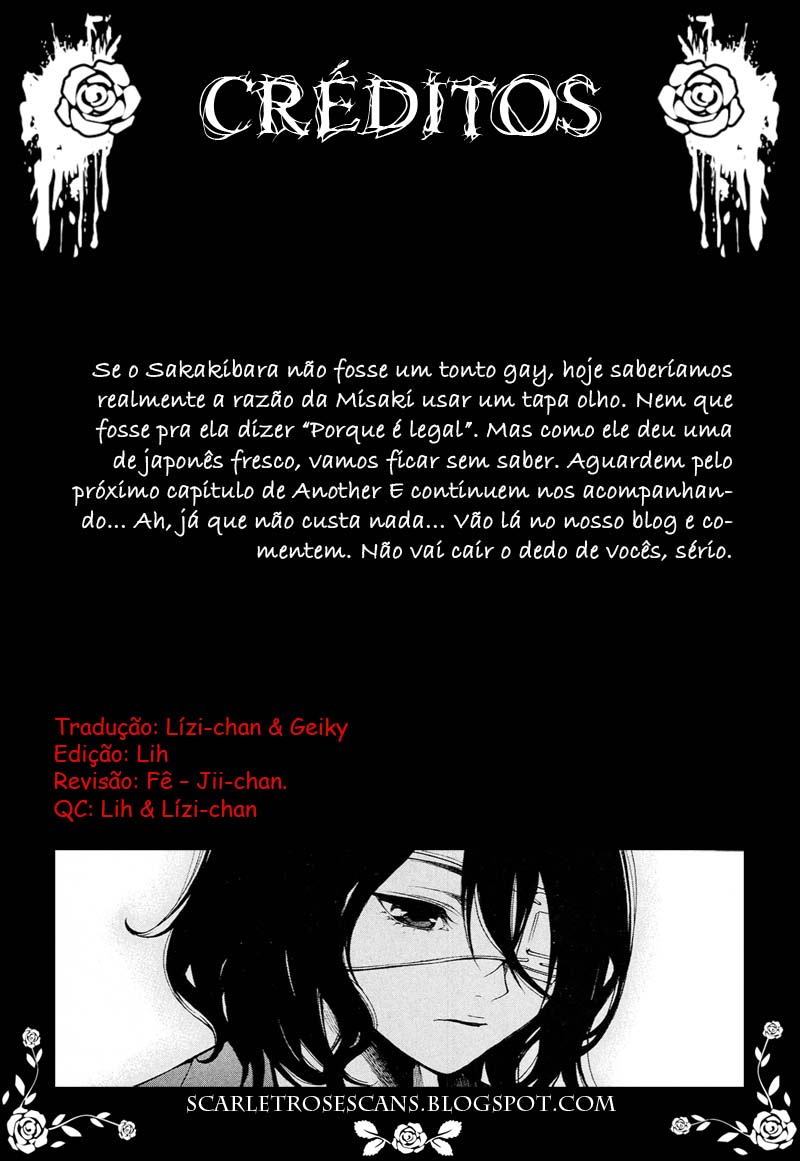 CRÉDITOS
Se o Sakakibara não fosse um tonto gay, hoje saberíamos
realmente a razão da Misaki usar um tapa olho. Nem que
fosse pra ela dizer “Porque é legal”. Mas como ele deu uma
de japonês fresco, vamos ficar sem saber. Aguardem pelo
próximo capítulo de Another E continuem nos acompanhan-
do... Ah, já que não custa nada... Vão lá no nosso blog e co-
mentem. Não vai cair o dedo de vocês, sério.
Tradução: Lízi-chan & Geiky
Edição: Lih
Revisão: Fê – Jii-chan.
QC: Lih & Lízi-chan
SCARLETROSESCANS.BLOGSPOT.COM